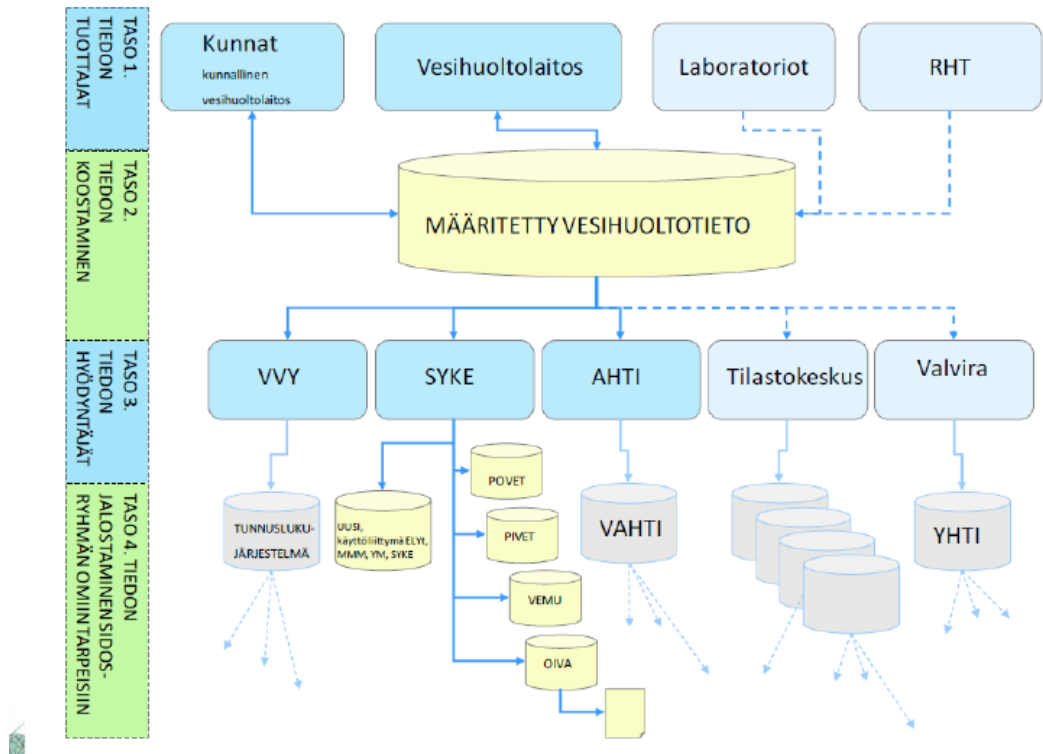 TASO 1.
TIEDON
TUOTTAJAT
Kunnat
kunnallinen
vesihuoltolaitos
Vesihuoltolaitos
Laboratoriot
RHT
TASO 2.
TIEDON
KOOSTAMINEN
MÄÄRITETTY VESIHUOLTOTIETO
TASO 3.
TIEDON
HYÖDYNTÄJÄT
VVY
SYKE
AHTI
Tilastokeskus
Valvira
TASO 4. TIEDON
JALOSTAMINEN SIDOS-
RYHMÄN OMIIN TARPEISIIN
TUNNUSLUKU-
JÄRJESTELMÄ
UUSI,
käyttöliittymä ELYt,
MMM, YM, SYKE
POVET
PIVET
VEMU
OIVA
VAHTI
YHTI